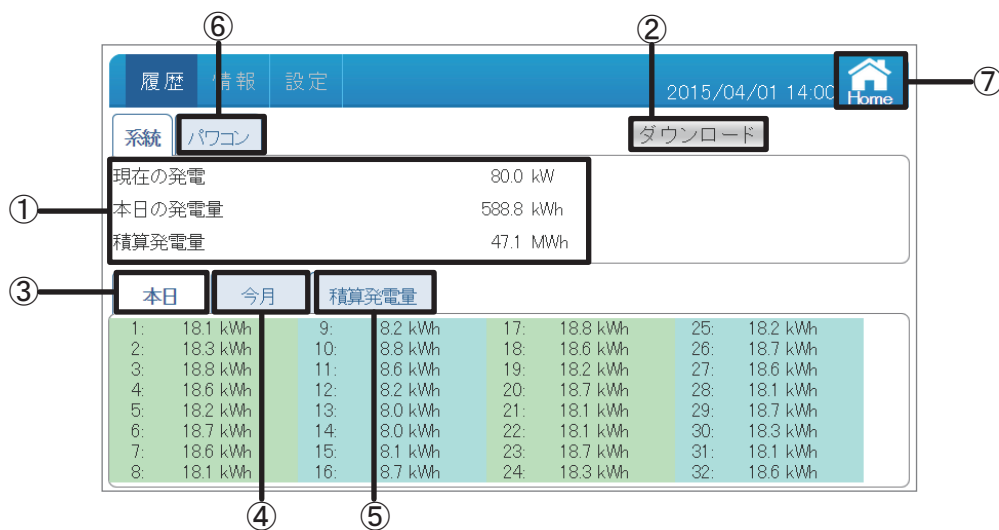 ⑥ ②
履歴 情報 設定 2015/04/01 14:00 Home ⑦
系統 パワコン ダウンロード
①
現在の発電 80.0 kW
本日の発電量 588.8 kWh
積算発電量 47.1 MWh
③ 本日 今月 積算発電量
1: 18.1 kWh 9: 8.2 kWh 17: 18.8 kWh 25: 18.2 kWh
2: 18.3 kWh 10: 8.8 kWh 18: 18.6 kWh 26: 18.7 kWh
3: 18.8 kWh 11: 8.6 kWh 19: 18.2 kWh 27: 18.6 kWh
4: 18.6 kWh 12: 8.2 kWh 20: 18.7 kWh 28: 18.1 kWh
5: 18.2 kWh 13: 8.0 kWh 21: 18.1 kWh 29: 18.7 kWh
6: 18.7 kWh 14: 8.0 kWh 22: 18.1 kWh 30: 18.3 kWh
7: 18.6 kWh 15: 8.1 kWh 23: 18.7 kWh 31: 18.1 kWh
8: 18.1 kWh 16: 8.7 kWh 24: 18.3 kWh 32: 18.6 kWh
④ ⑤